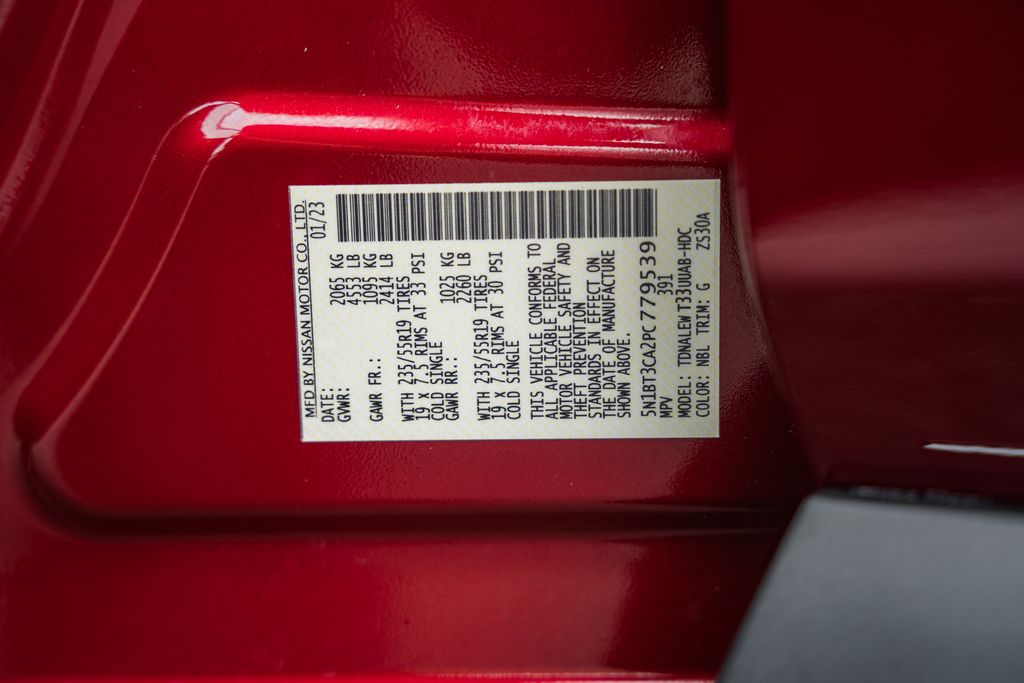 MFD BY NISSAN MOTOR CO., LTD.
DATE: 01/23
GVWR: 2065 KG
4553 LB
GAWR FR.: 1095 KG
2414 LB
WITH 235/55R19 TIRES
19 x 7.5 RIMS AT 33 PSI
COLD SINGLE
GAWR RR.: 1025 KG
2260 LB
WITH 235/55R19 TIRES
19 x 7.5 RIMS AT 30 PSI
COLD SINGLE
THIS VEHICLE CONFORMS TO
ALL APPLICABLE FEDERAL
MOTOR VEHICLE SAFETY AND
THEFT PREVENTION
STANDARDS IN EFFECT ON
THE DATE OF MANUFACTURE
SHOWN ABOVE.
5N1BT3CA2PC779539
MPV 391
MODEL: TDNALEW T33UUAB-HDC
COLOR: NBL TRIM: G ZS30A